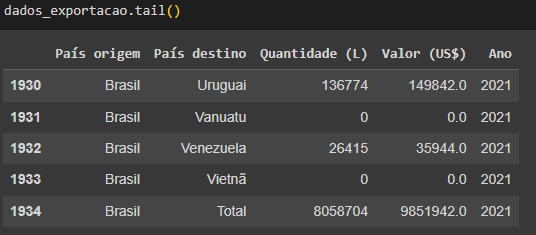 dados_exportacao.tail()
País origem País destino Quantidade (L) Valor (US$) Ano
1930 Brasil Uruguai 136774 149842.0 2021
1931 Brasil Vanuatu 0 0.0 2021
1932 Brasil Venezuela 26415 35944.0 2021
1933 Brasil Vietnã 0 0.0 2021
1934 Brasil Total 8058704 9851942.0 2021